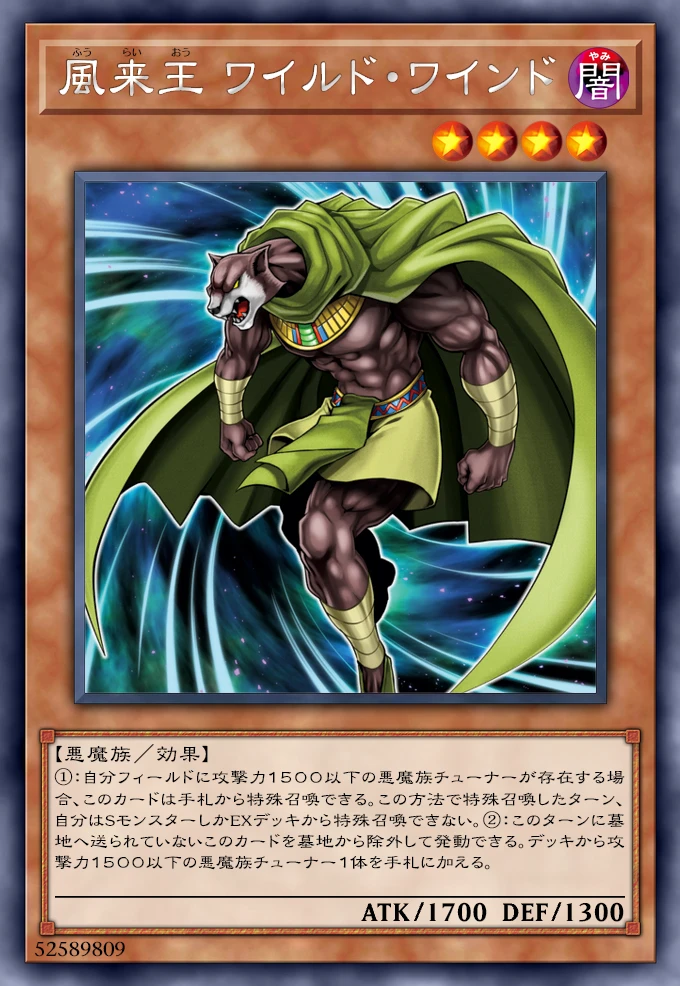 ふう らい おう
風来王 ワイルド・ワインド
やみ
闇
【悪魔族／効果】
①：自分フィールドに攻撃力1500以下の悪魔族チューナーが存在する場
合、このカードは手札から特殊召喚できる。この方法で特殊召喚したターン、
自分はSモンスターしかEXデッキから特殊召喚できない。②：このターンに墓
地へ送られていないこのカードを墓地から除外して発動できる。デッキから攻
撃力1500以下の悪魔族チューナー1体を手札に加える。
ATK/1700 DEF/1300
52589809